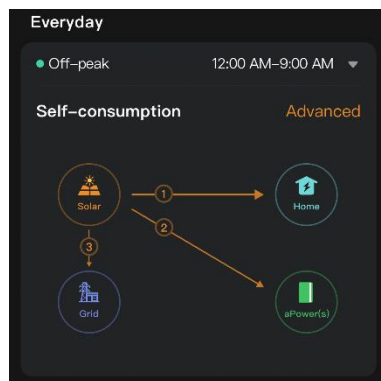 Everyday
Off-peak 12:00 AM-9:00 AM
Self-consumption Advanced
1
Solar Home
2
3
Grid aPower(s)